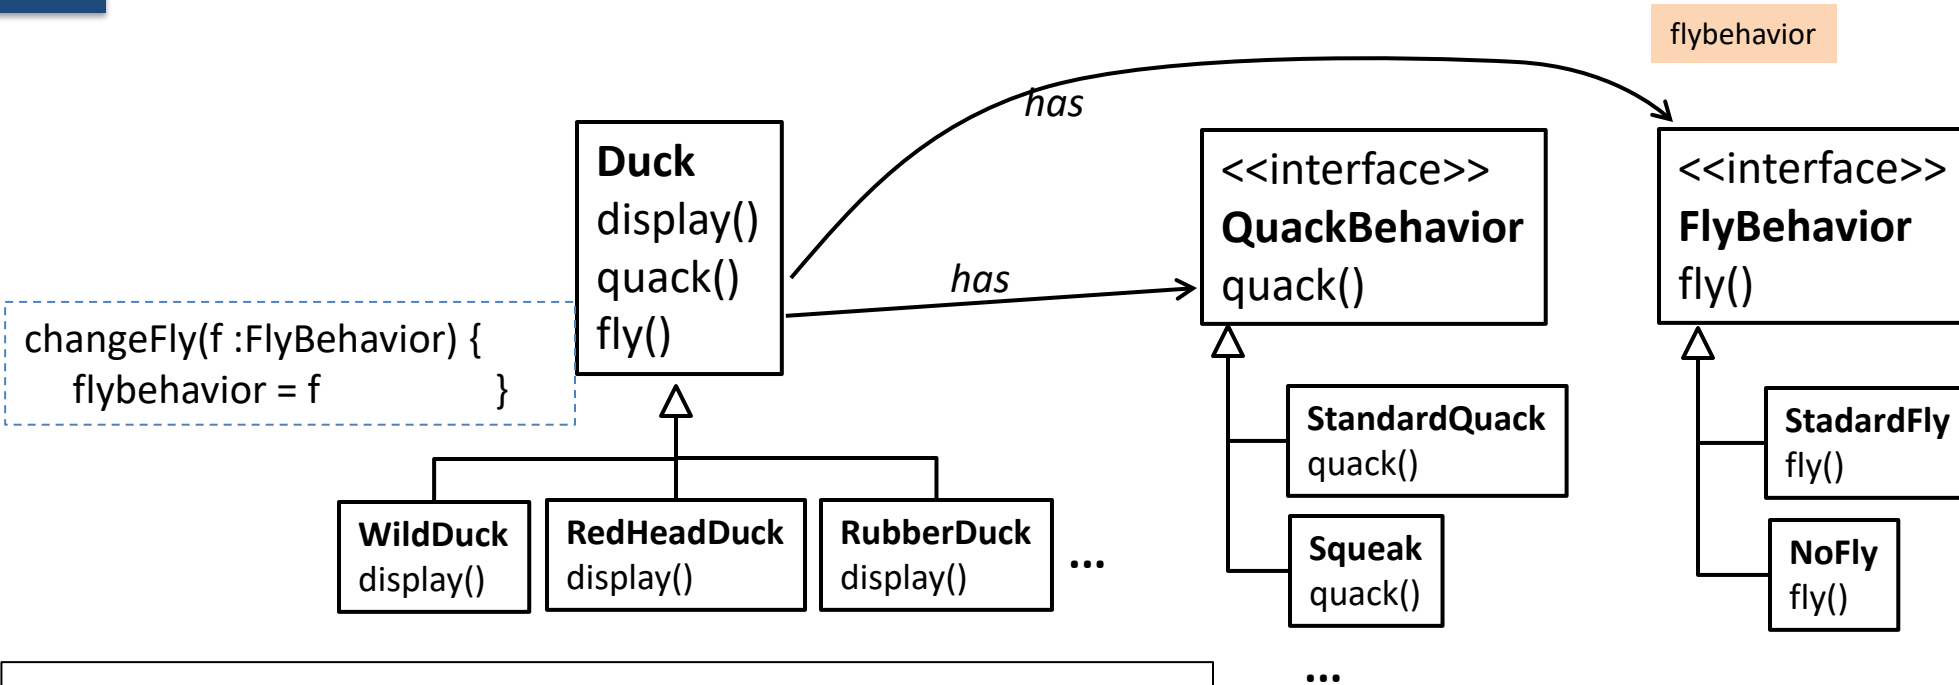 flybehavior
has
Duck
display()
quack()
fly()
has
<<interface>>
QuackBehavior
quack()
<<interface>>
FlyBehavior
fly()
changeFly(f :FlyBehavior) {
flybehavior = f }
WildDuck
display()
RedHeadDuck
display()
RubberDuck
display()
...
StandardQuack
quack()
Squeak
quack()
...
StadardFly
fly()
NoFly
fly()